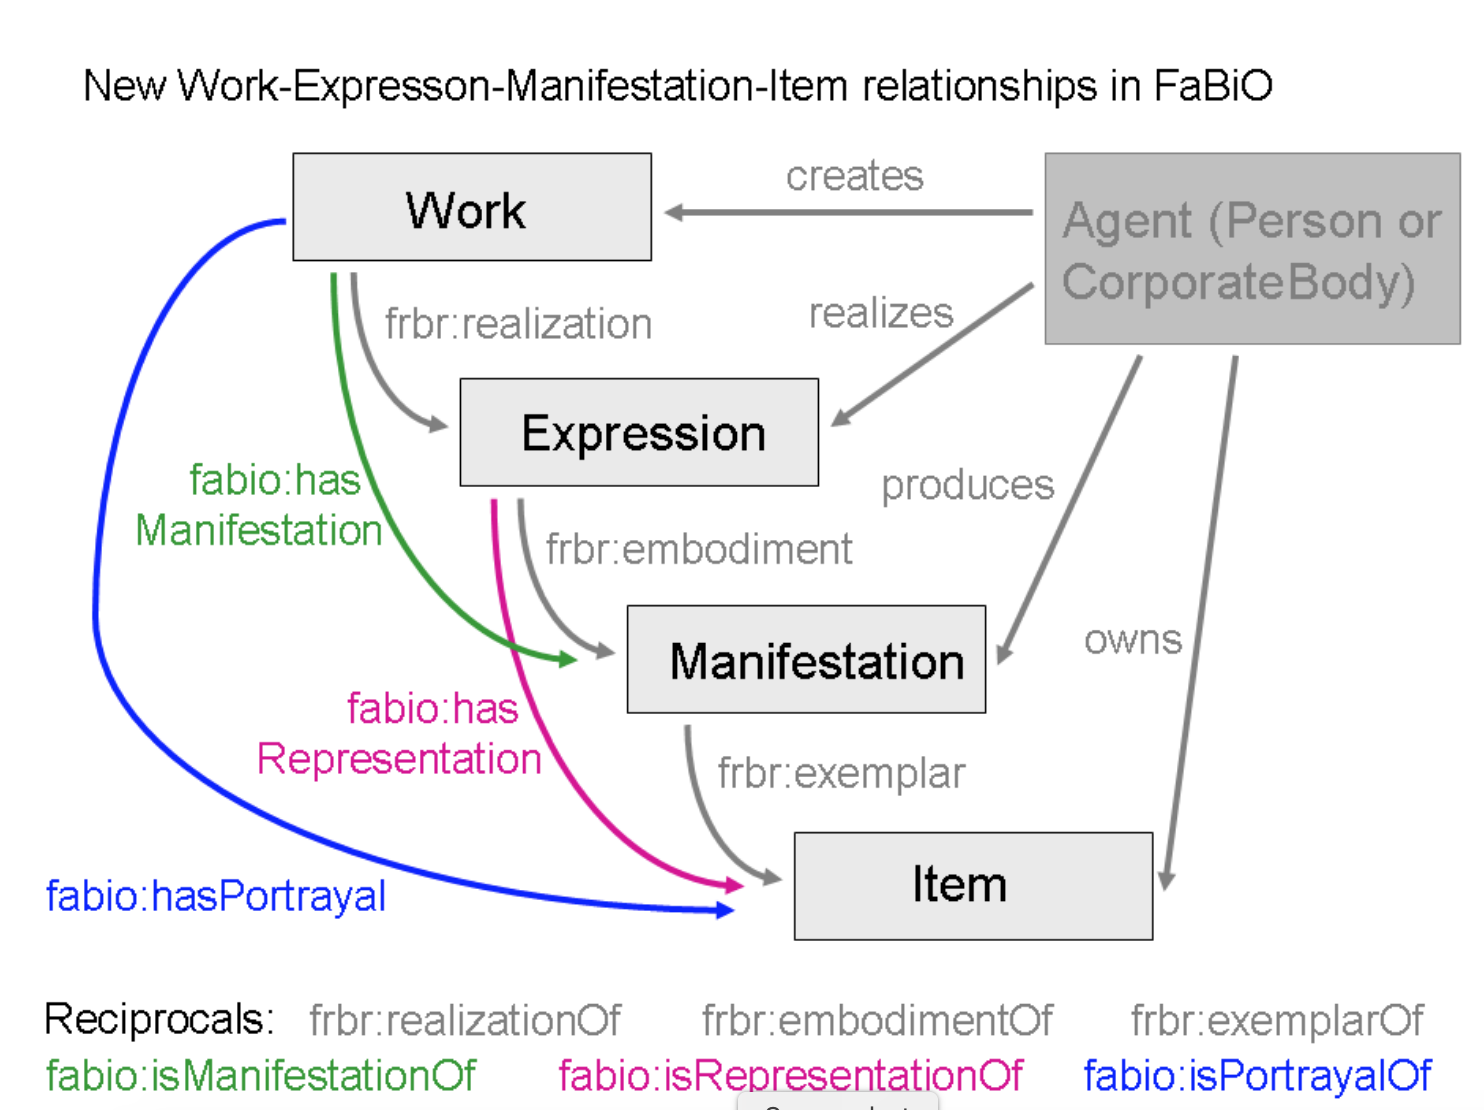 New Work-Expresson-Manifestation-Item relationships in FaBiO
Work
creates
Agent (Person or
CorporateBody)
frbr:realization
realizes
Expression
fabio:has
Manifestation
produces
frbr:embodiment
Manifestation
owns
fabio:has
Representation
frbr:exemplar
Item
fabio:hasPortrayal
Reciprocals: frbr:realizationOf frbr:embodimentOf frbr:exemplarOf
fabio:isManifestationOf fabio:isRepresentationOf fabio:isPortrayalOf